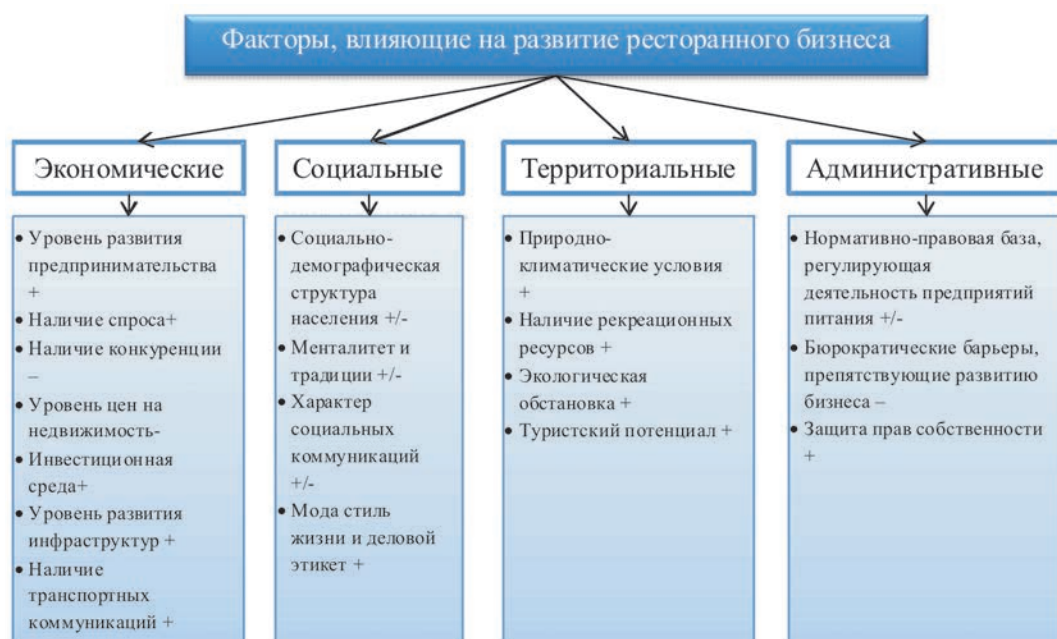 Факторы, влияющие на развитие ресторанного бизнеса
Экономические
• Уровень развития
предпринимательства
+
• Наличие спроса+
• Наличие конкуренции
–
• Уровень цен на
недвижимость-
• Инвестиционная
среда+
• Уровень развития
инфраструктур +
• Наличие
транспортных
коммуникаций +
Социальные
• Социально-
демографическая
структура
населения +/-
• Менталитет и
традиции +/-
• Характер
социальных
коммуникаций
+/-
• Мода стиль
жизни и деловой
этикет +
Территориальные
• Природно-
климатические условия
+
• Наличие рекреационных
ресурсов +
• Экологическая
обстановка +
• Туристский потенциал +
Административные
• Нормативно-правовая база,
регулирующая
деятельность предприятий
питания +/-
• Бюрократические барьеры,
препятствующие развитию
бизнеса –
• Защита прав собственности
+